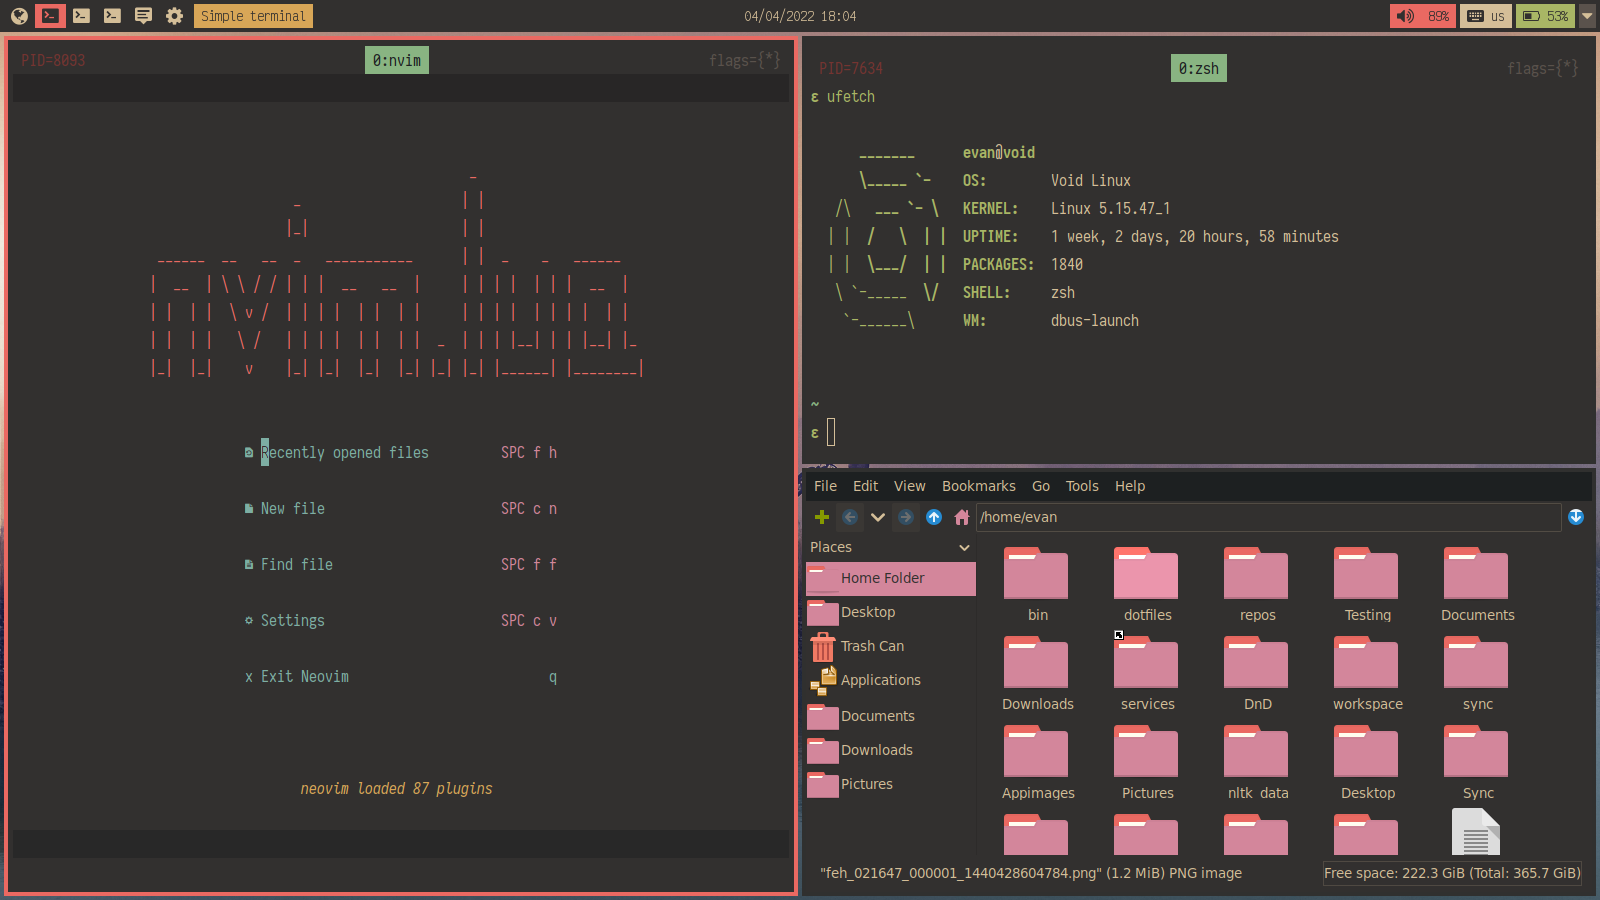 Simple terminal
04/04/2022 18:04
89%
us
53%
PID=8093
0:nvim
flags={*}
Recently opened files SPC f h
New file SPC c n
Find file SPC f f
Settings SPC c v
x Exit Neovim q
neovim loaded 87 plugins
PID=7634
0:zsh
flags={*}
ε ufetch
evan@void
OS: Void Linux
KERNEL: Linux 5.15.47_1
UPTIME: 1 week, 2 days, 20 hours, 58 minutes
PACKAGES: 1840
SHELL: zsh
WM: dbus-launch
~
ε
File Edit View Bookmarks Go Tools Help
/home/evan
Places
Home Folder
Desktop
Trash Can
Applications
Documents
Downloads
Pictures
bin dotfiles repos Testing Documents
Downloads services DnD workspace sync
Appimages Pictures nltk_data Desktop Sync
"feh_021647_000001_1440428604784.png" (1.2 MiB) PNG image
Free space: 222.3 GiB (Total: 365.7 GiB)